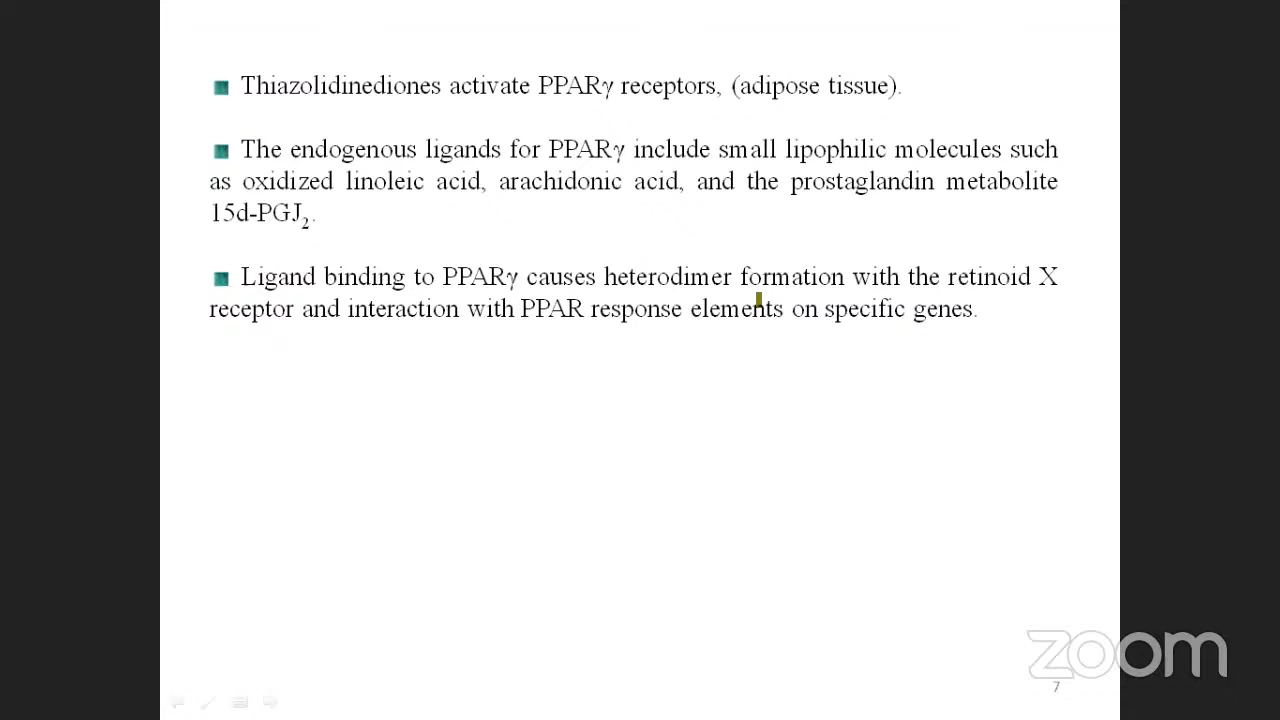 Thiazolidinediones activate PPARγ receptors, (adipose tissue).
The endogenous ligands for PPARγ include small lipophilic molecules such
as oxidized linoleic acid, arachidonic acid, and the prostaglandin metabolite
15d-PGJ₂.
Ligand binding to PPARγ causes heterodimer formation with the retinoid X
receptor and interaction with PPAR response elements on specific genes.
zoom
7